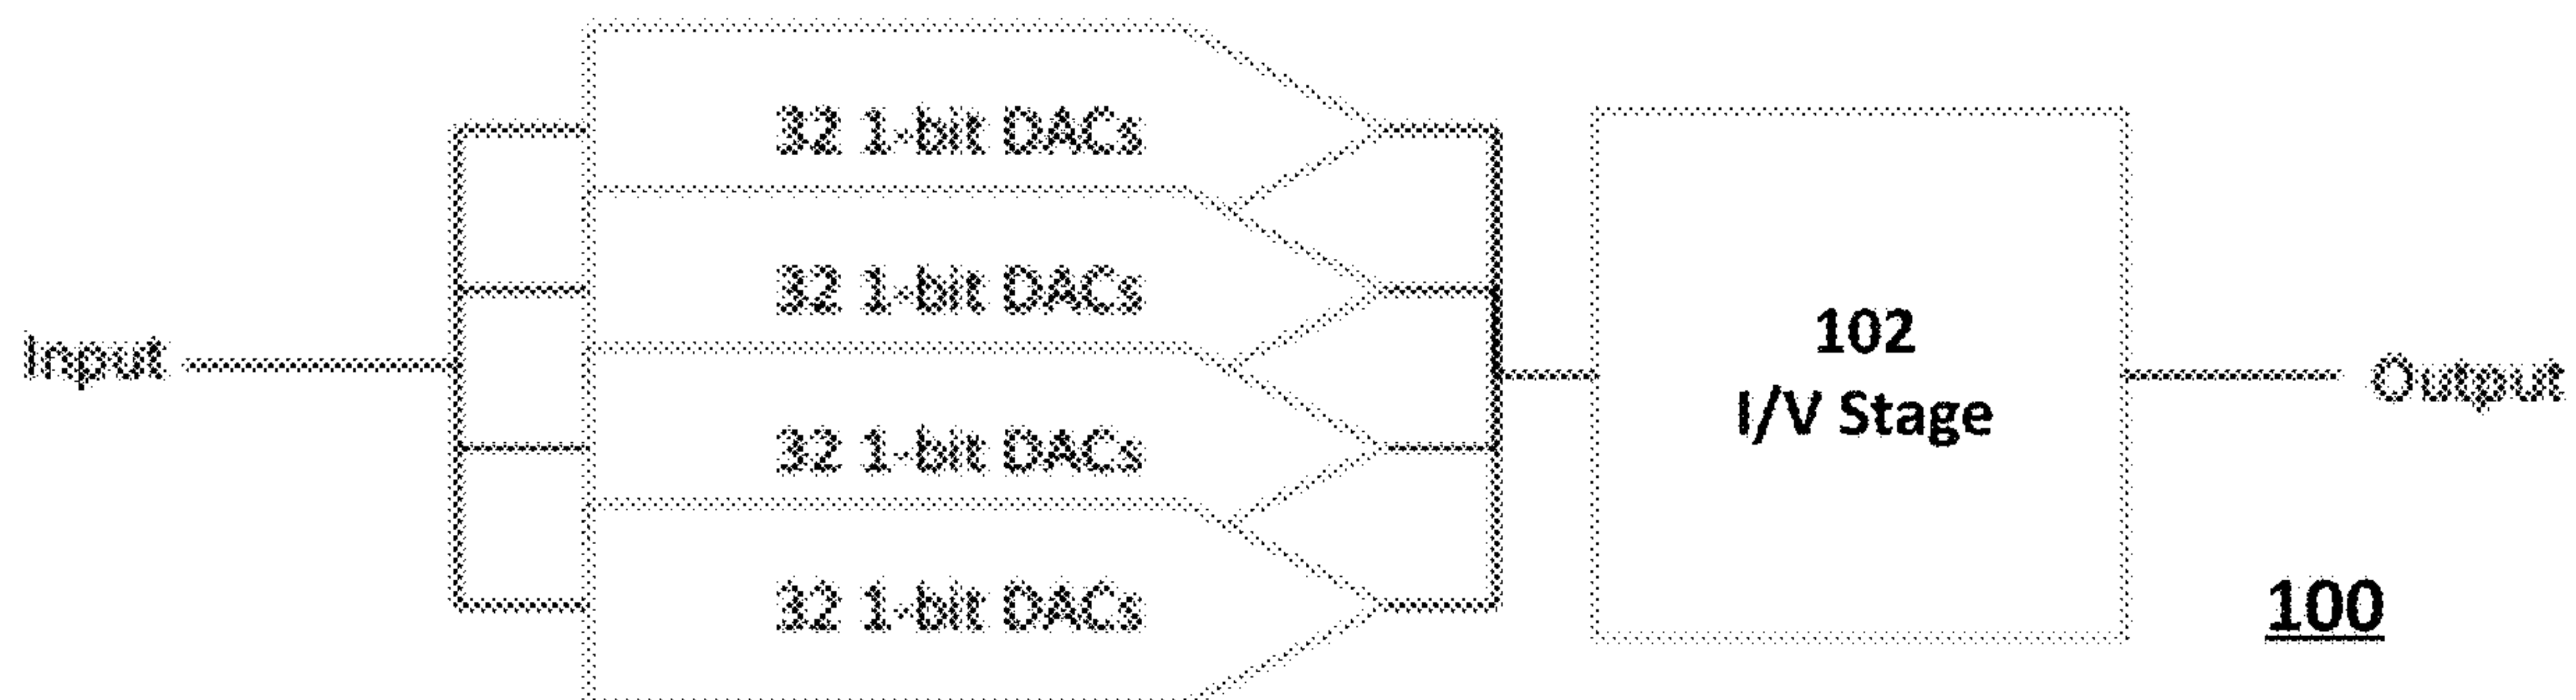 32 1-bit DACs
32 1-bit DACs
Input
102
I/V Stage
Output
32 1-bit DACs
32 1-bit DACs
100